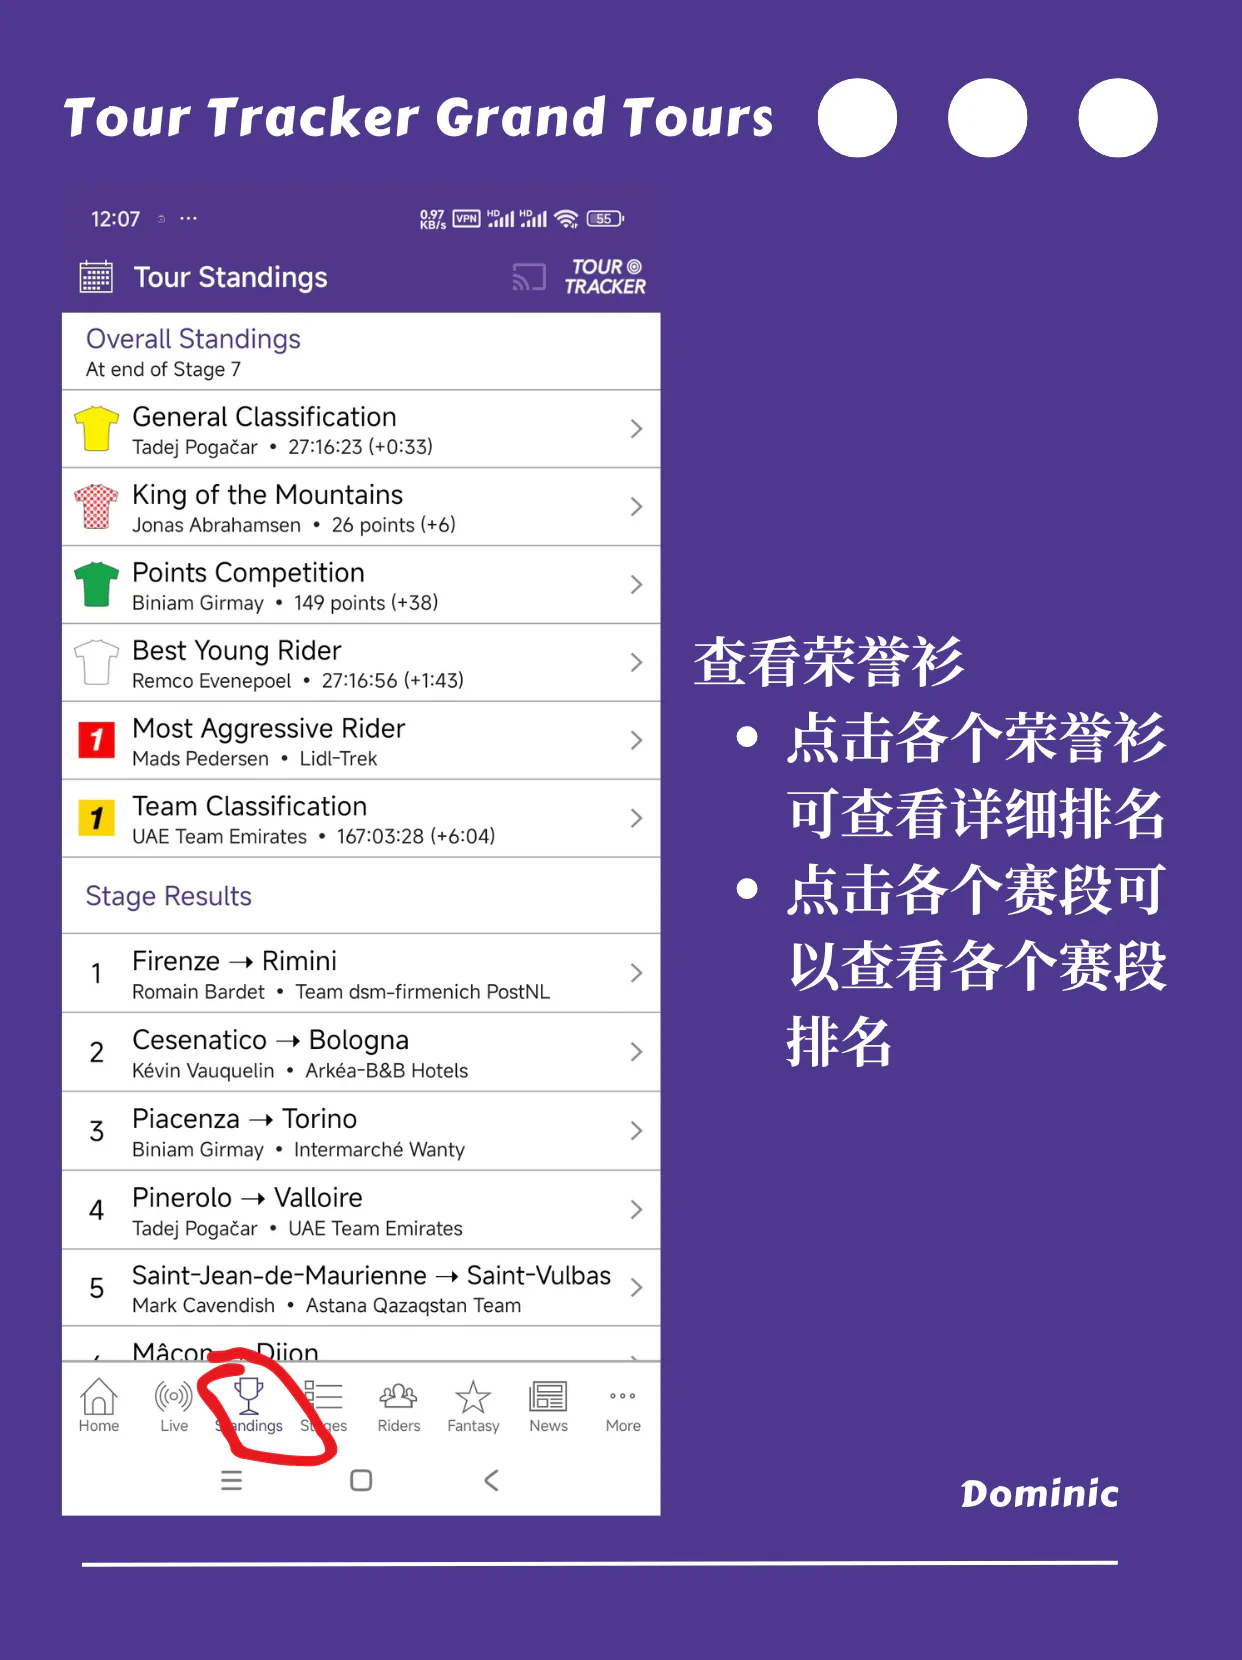 Tour Tracker Grand Tours
12:07 ··· 0.97 KB/s VPN HD HD 55
Tour Standings
TOUR
TRACKER
Overall Standings
At end of Stage 7
General Classification
Tadej Pogačar • 27:16:23 (+0:33)
King of the Mountains
Jonas Abrahamsen • 26 points (+6)
Points Competition
Biniam Girmay • 149 points (+38)
Best Young Rider
Remco Evenepoel • 27:16:56 (+1:43)
1 Most Aggressive Rider
Mads Pedersen • Lidl-Trek
1 Team Classification
UAE Team Emirates • 167:03:28 (+6:04)
Stage Results
1 Firenze → Rimini
Romain Bardet • Team dsm-firmenich PostNL
2 Cesenatico → Bologna
Kévin Vauquelin • Arkéa-B&B Hotels
3 Piacenza → Torino
Biniam Girmay • Intermarché Wanty
4 Pinerolo → Valloire
Tadej Pogačar • UAE Team Emirates
5 Saint-Jean-de-Maurienne → Saint-Vulbas
Mark Cavendish • Astana Qazaqstan Team
Mâcon → Dijon
Home Live Standings Stages Riders Fantasy News More
查看荣誉衫
• 点击各个荣誉衫
可查看详细排名
• 点击各个赛段可
以查看各个赛段
排名
Dominic